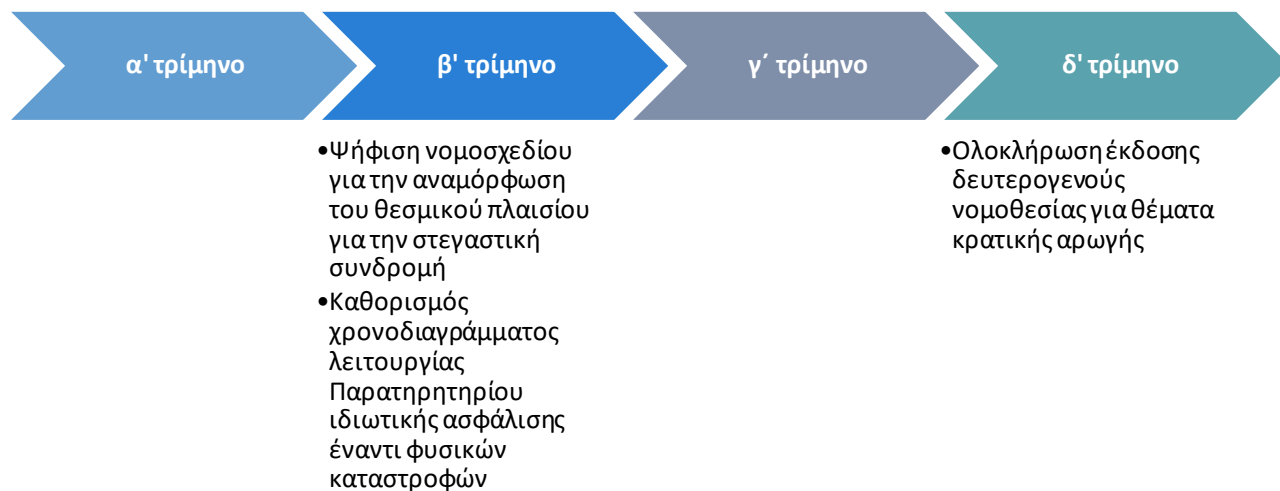 α' τρίμηνο
β' τρίμηνο
γ΄ τρίμηνο
δ' τρίμηνο
•Ψήφιση νομοσχεδίου
για την αναμόρφωση
του θεσμικού πλαισίου
για την στεγαστική
συνδρομή
•Καθορισμός
χρονοδιαγράμματος
λειτουργίας
Παρατηρητηρίου
ιδιωτικής ασφάλισης
έναντι φυσικών
καταστροφών
•Ολοκλήρωση έκδοσης
δευτερογενούς
νομοθεσίας για θέματα
κρατικής αρωγής